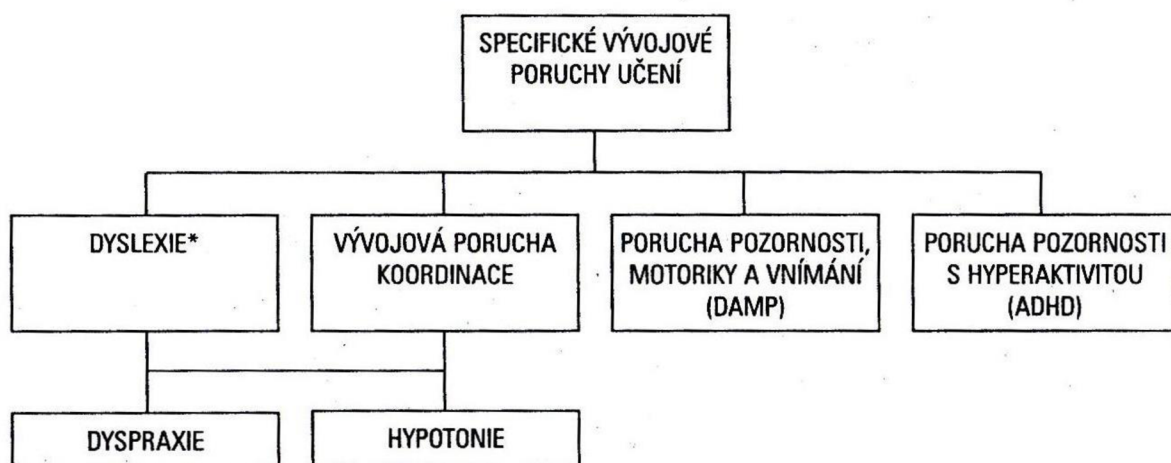 SPECIFICKÉ VÝVOJOVÉ
PORUCHY UČENÍ
DYSLEXIE*
VÝVOJOVÁ PORUCHA
KOORDINACE
PORUCHA POZORNOSTI,
MOTORIKY A VNÍMÁNÍ
(DAMP)
PORUCHA POZORNOSTI
S HYPERAKTIVITOU
(ADHD)
DYSPRAXIE
HYPOTONIE